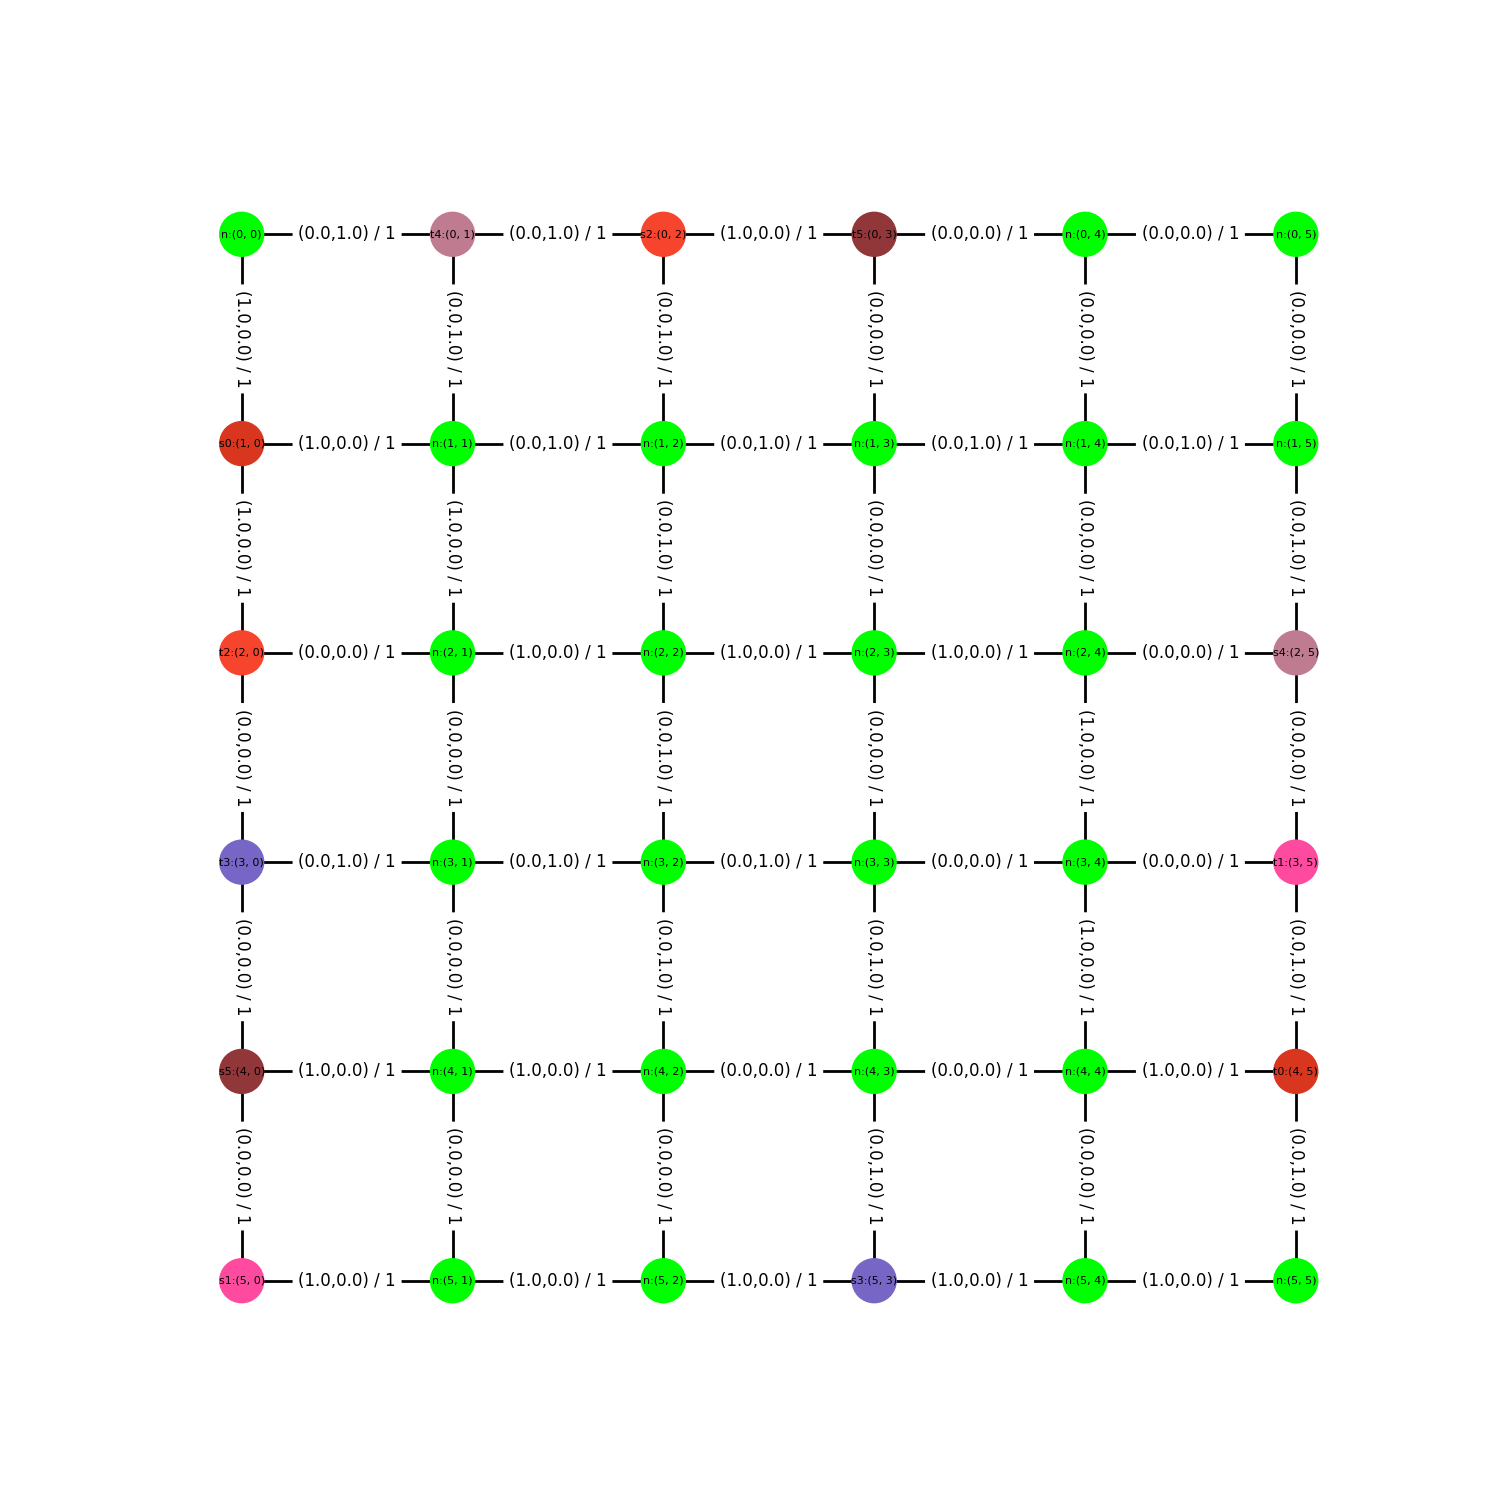 n:(0, 0) (0.0,1.0) / 1 t4:(0, 1) (0.0,1.0) / 1 s2:(0, 2) (1.0,0.0) / 1 t5:(0, 3) (0.0,0.0) / 1 n:(0, 4) (0.0,0.0) / 1 n:(0, 5)
(1.0,0.0) / 1 (0.0,1.0) / 1 (0.0,1.0) / 1 (0.0,0.0) / 1 (0.0,0.0) / 1 (0.0,0.0) / 1
s0:(1, 0) (1.0,0.0) / 1 n:(1, 1) (0.0,1.0) / 1 n:(1, 2) (0.0,1.0) / 1 n:(1, 3) (0.0,1.0) / 1 n:(1, 4) (0.0,1.0) / 1 n:(1, 5)
(1.0,0.0) / 1 (1.0,0.0) / 1 (0.0,1.0) / 1 (0.0,0.0) / 1 (0.0,0.0) / 1 (0.0,1.0) / 1
t2:(2, 0) (0.0,0.0) / 1 n:(2, 1) (1.0,0.0) / 1 n:(2, 2) (1.0,0.0) / 1 n:(2, 3) (1.0,0.0) / 1 n:(2, 4) (0.0,0.0) / 1 s4:(2, 5)
(0.0,0.0) / 1 (0.0,0.0) / 1 (0.0,1.0) / 1 (0.0,0.0) / 1 (1.0,0.0) / 1 (0.0,0.0) / 1
t3:(3, 0) (0.0,1.0) / 1 n:(3, 1) (0.0,1.0) / 1 n:(3, 2) (0.0,1.0) / 1 n:(3, 3) (0.0,0.0) / 1 n:(3, 4) (0.0,0.0) / 1 t1:(3, 5)
(0.0,0.0) / 1 (0.0,0.0) / 1 (0.0,1.0) / 1 (0.0,1.0) / 1 (1.0,0.0) / 1 (0.0,1.0) / 1
s5:(4, 0) (1.0,0.0) / 1 n:(4, 1) (1.0,0.0) / 1 n:(4, 2) (0.0,0.0) / 1 n:(4, 3) (0.0,0.0) / 1 n:(4, 4) (1.0,0.0) / 1 t0:(4, 5)
(0.0,0.0) / 1 (0.0,0.0) / 1 (0.0,0.0) / 1 (0.0,1.0) / 1 (0.0,0.0) / 1 (0.0,1.0) / 1
s1:(5, 0) (1.0,0.0) / 1 n:(5, 1) (1.0,0.0) / 1 n:(5, 2) (1.0,0.0) / 1 s3:(5, 3) (1.0,0.0) / 1 n:(5, 4) (1.0,0.0) / 1 n:(5, 5)